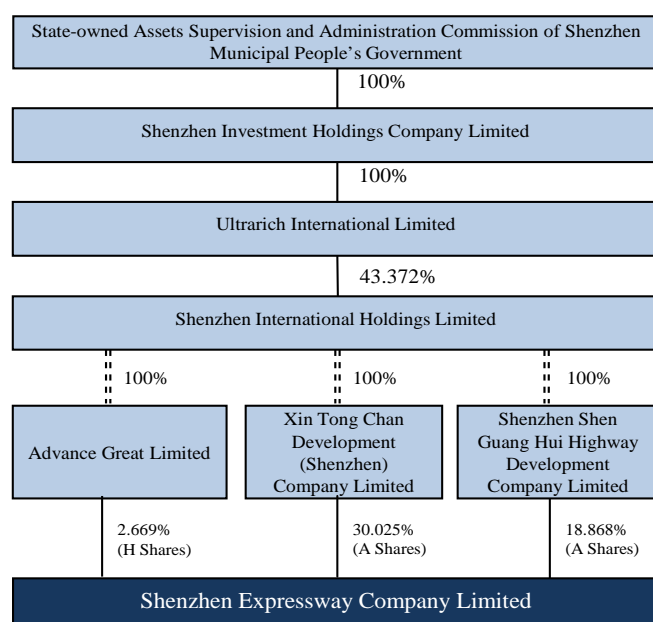 State-owned Assets Supervision and Administration Commission of Shenzhen
Municipal People's Government
100%
Shenzhen Investment Holdings Company Limited
100%
Ultrarich International Limited
43.372%
Shenzhen International Holdings Limited
100%
100%
100%
Advance Great Limited
Xin Tong Chan
Development
(Shenzhen)
Company Limited
Shenzhen Shen
Guang Hui Highway
Development
Company Limited
2.669%
(H Shares)
30.025%
(A Shares)
18.868%
(A Shares)
Shenzhen Expressway Company Limited